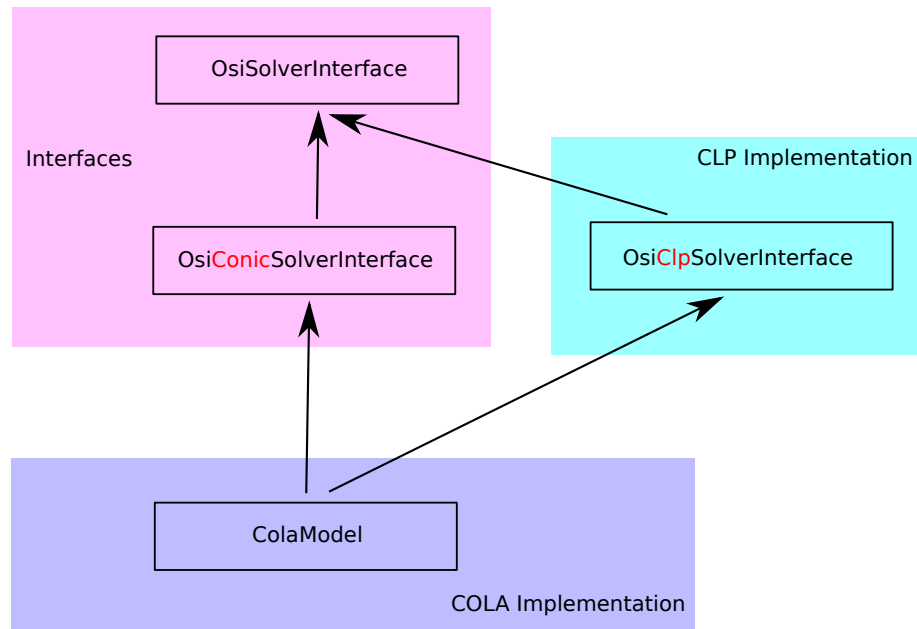 OsiSolverInterface
Interfaces
CLP Implementation
OsiConicSolverInterface
OsiClpSolverInterface
ColaModel
COLA Implementation